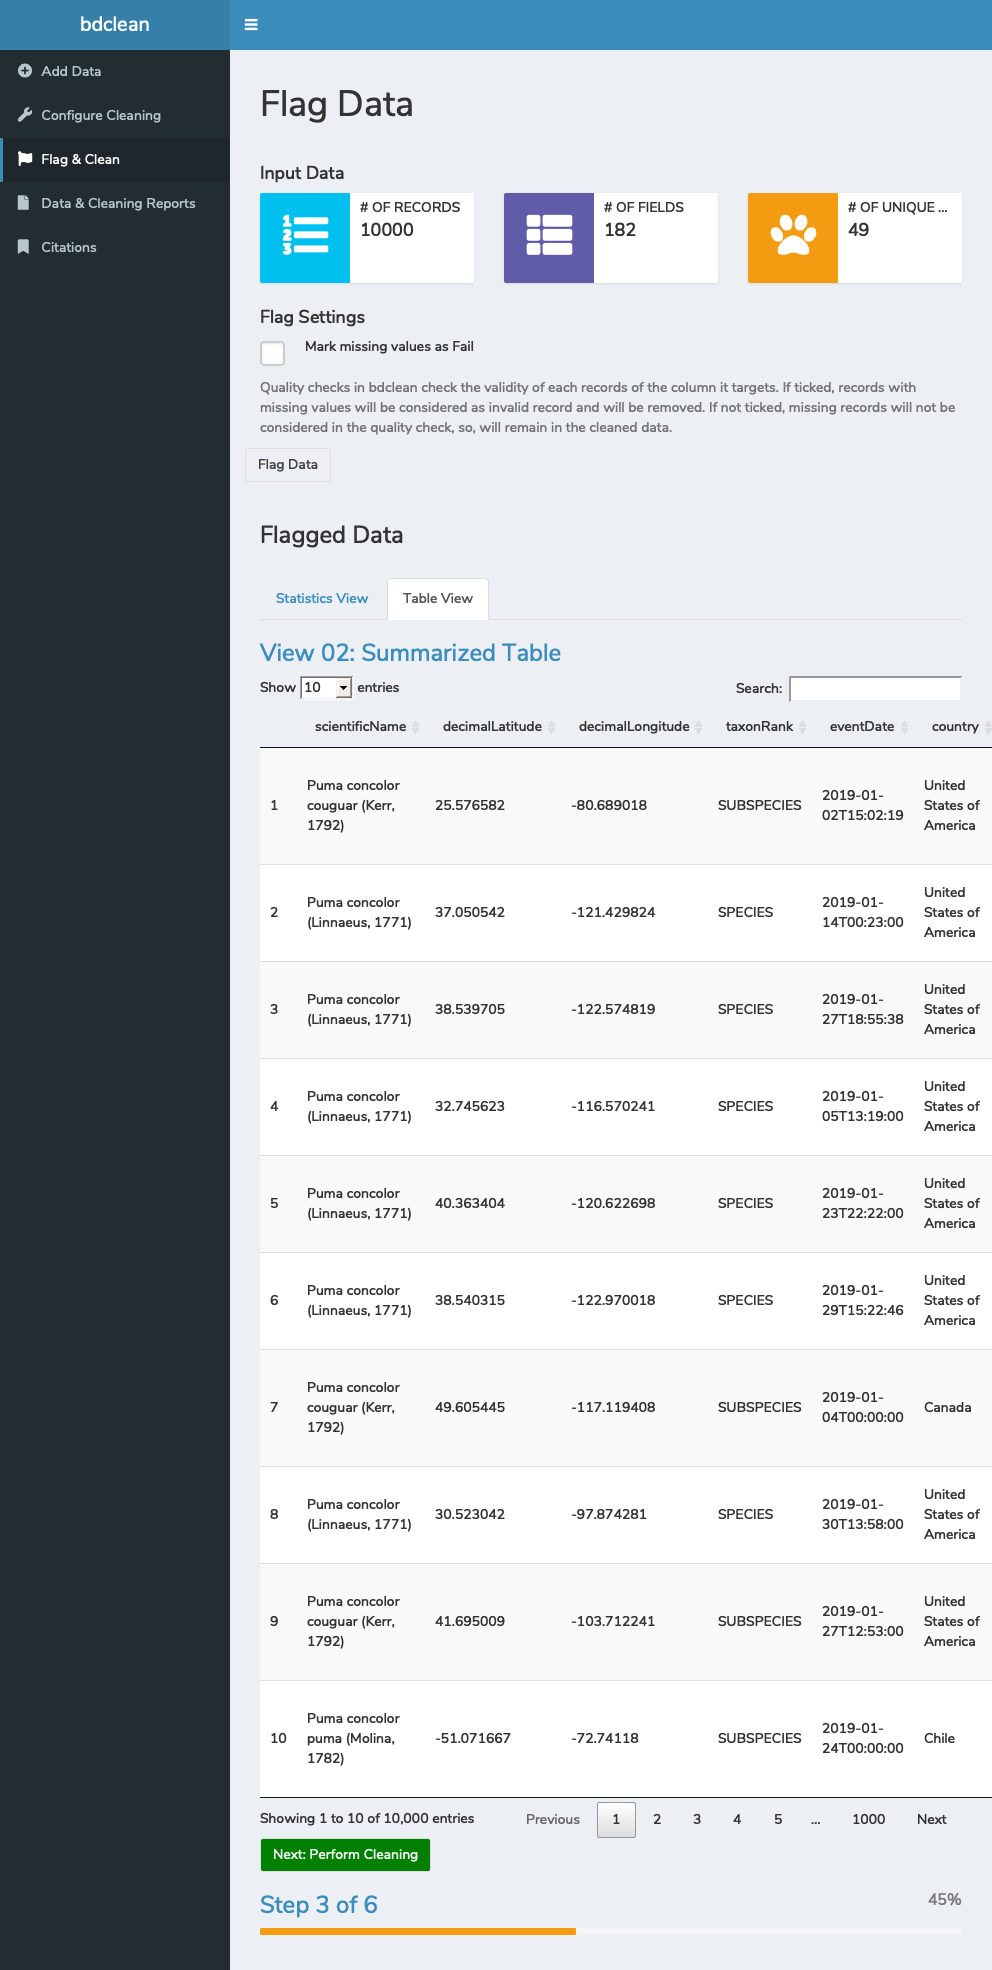 bdclean
Add Data
Configure Cleaning
Flag & Clean
Data & Cleaning Reports
Citations
Flag Data
Input Data
# OF RECORDS
10000
# OF FIELDS
182
# OF UNIQUE ...
49
Flag Settings
Mark missing values as Fail
Quality checks in bdclean check the validity of each records of the column it targets. If ticked, records with
missing values will be considered as invalid record and will be removed. If not ticked, missing records will not be
considered in the quality check, so, will remain in the cleaned data.
Flag Data
Flagged Data
Statistics View Table View
View 02: Summarized Table
Show 10 entries Search:
scientificName decimalLatitude decimalLongitude taxonRank eventDate country
1 Puma concolor couguar (Kerr, 1792) 25.576582 -80.689018 SUBSPECIES 2019-01-02T15:02:19 United States of America
2 Puma concolor (Linnaeus, 1771) 37.050542 -121.429824 SPECIES 2019-01-14T00:23:00 United States of America
3 Puma concolor (Linnaeus, 1771) 38.539705 -122.574819 SPECIES 2019-01-27T18:55:38 United States of America
4 Puma concolor (Linnaeus, 1771) 32.745623 -116.570241 SPECIES 2019-01-05T13:19:00 United States of America
5 Puma concolor (Linnaeus, 1771) 40.363404 -120.622698 SPECIES 2019-01-23T22:22:00 United States of America
6 Puma concolor (Linnaeus, 1771) 38.540315 -122.970018 SPECIES 2019-01-29T15:22:46 United States of America
7 Puma concolor couguar (Kerr, 1792) 49.605445 -117.119408 SUBSPECIES 2019-01-04T00:00:00 Canada
8 Puma concolor (Linnaeus, 1771) 30.523042 -97.874281 SPECIES 2019-01-30T13:58:00 United States of America
9 Puma concolor couguar (Kerr, 1792) 41.695009 -103.712241 SUBSPECIES 2019-01-27T12:53:00 United States of America
10 Puma concolor puma (Molina, 1782) -51.071667 -72.74118 SUBSPECIES 2019-01-24T00:00:00 Chile
Showing 1 to 10 of 10,000 entries Previous 1 2 3 4 5 ... 1000 Next
Next: Perform Cleaning
Step 3 of 6 45%